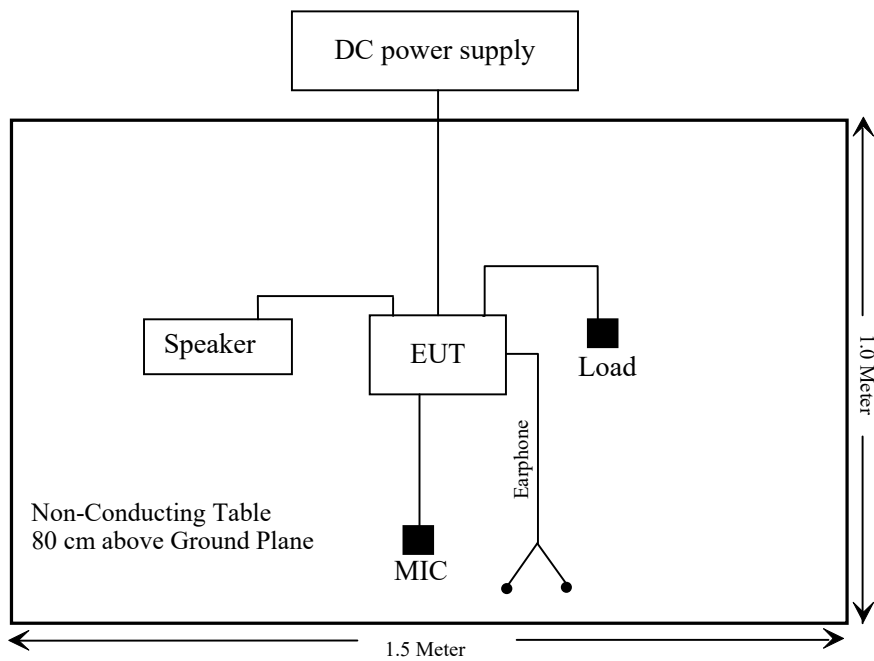 DC power supply
Speaker
EUT
Load
1.0 Meter
Earphone
Non-Conducting Table
80 cm above Ground Plane
MIC
1.5 Meter